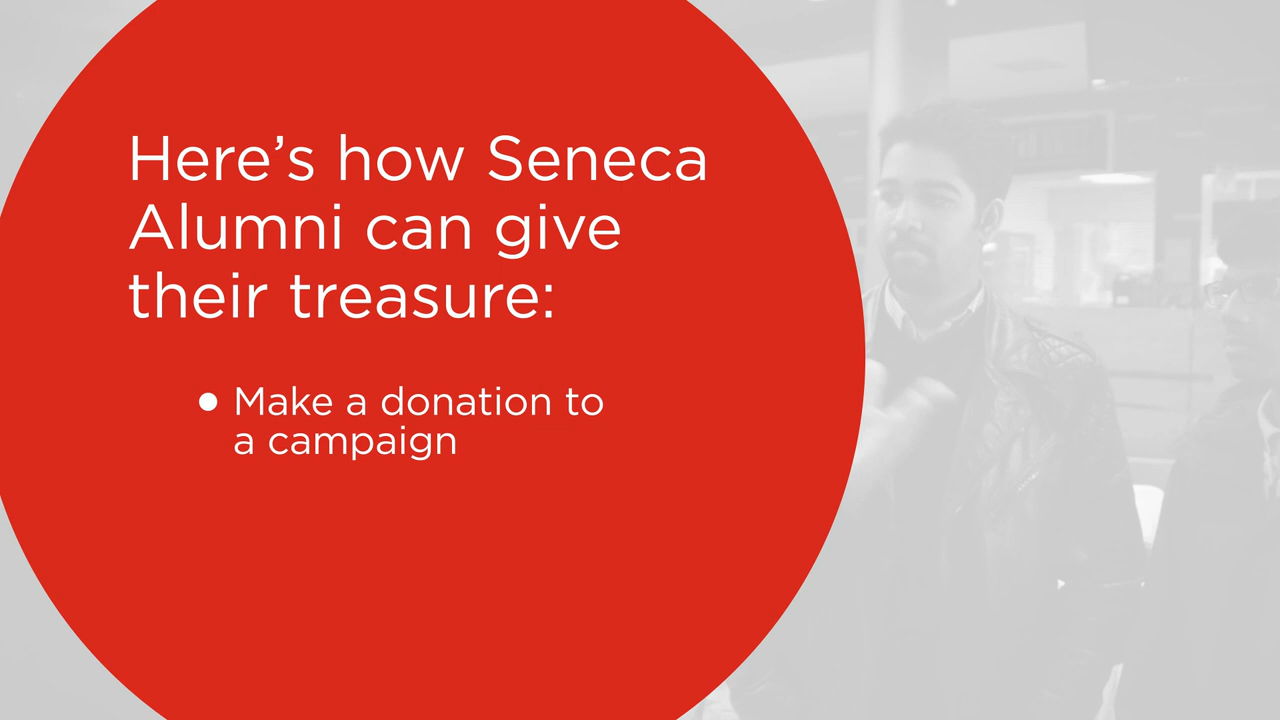 Here’s how Seneca
Alumni can give
their treasure:
● Make a donation to
a campaign